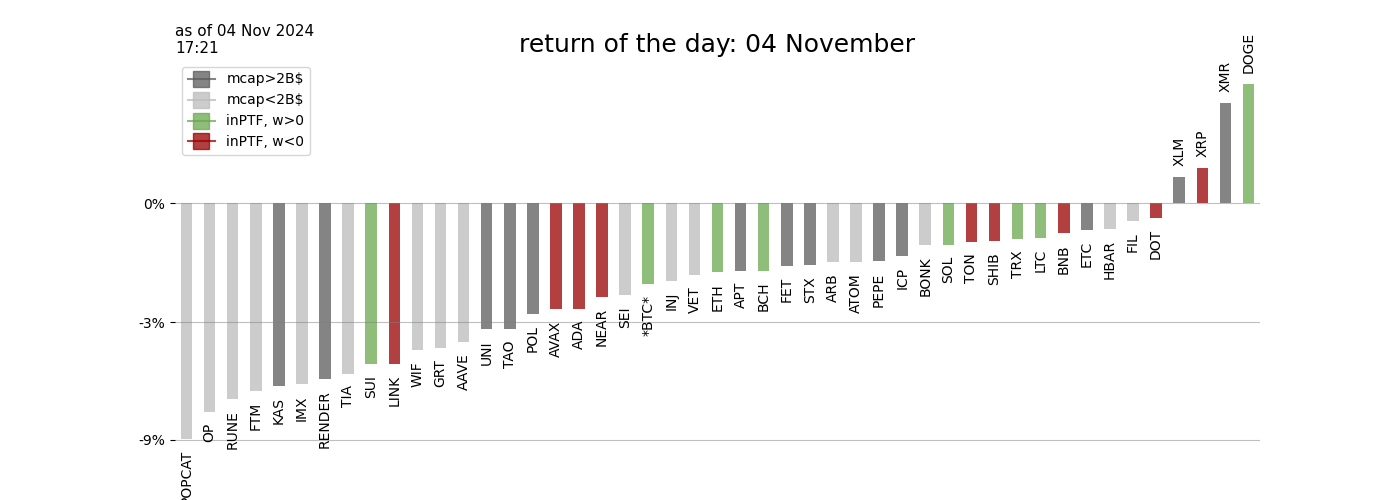 as of 04 Nov 2024
17:21
return of the day: 04 November
mcap>2B$
mcap<2B$
inPTF, w>0
inPTF, w<0
0%
-3%
-9%
OP
RUNE
FTM
KAS
IMX
RENDER
TIA
SUI
LINK
WIF
GRT
AAVE
UNI
TAO
POL
AVAX
ADA
NEAR
SEI
*BTC*
INJ
VET
ETH
APT
BCH
FET
STX
ARB
ATOM
PEPE
ICP
BONK
SOL
TON
SHIB
TRX
LTC
BNB
ETC
HBAR
FIL
DOT
XLM
XRP
XMR
DOGE